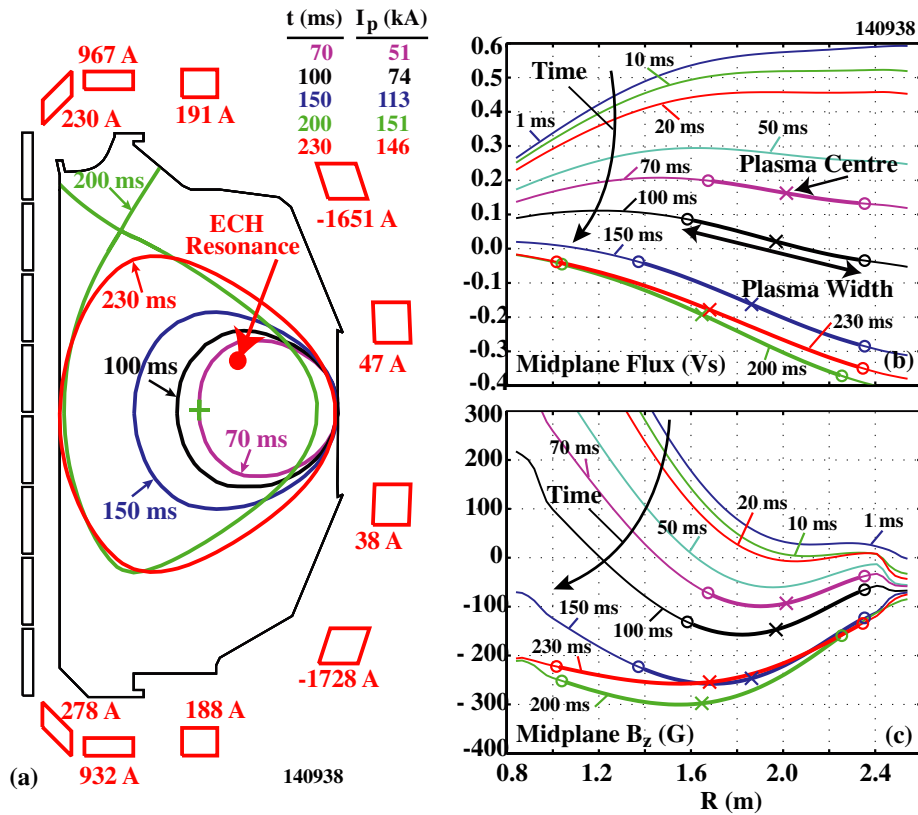 t (ms) I_p (kA)
70 51
100 74
150 113
200 151
230 146
967 A
230 A
191 A
-1651 A
200 ms
ECH
Resonance
230 ms
47 A
100 ms
70 ms
150 ms
38 A
-1728 A
278 A
188 A
932 A
(a)
140938
140938
0.6
0.5
0.4
0.3
0.2
0.1
0.0
-0.1
-0.2
-0.3
-0.4
Time
10 ms
1 ms
20 ms
50 ms
70 ms
Plasma Centre
100 ms
150 ms
Plasma Width
230 ms
200 ms
Midplane Flux (Vs)
(b)
300
200
100
0
-100
-200
-300
-400
70 ms
Time
50 ms
20 ms
10 ms
1 ms
150 ms
100 ms
230 ms
200 ms
Midplane B_z (G)
(c)
0.8 1.2 1.6 2.0 2.4
R (m)